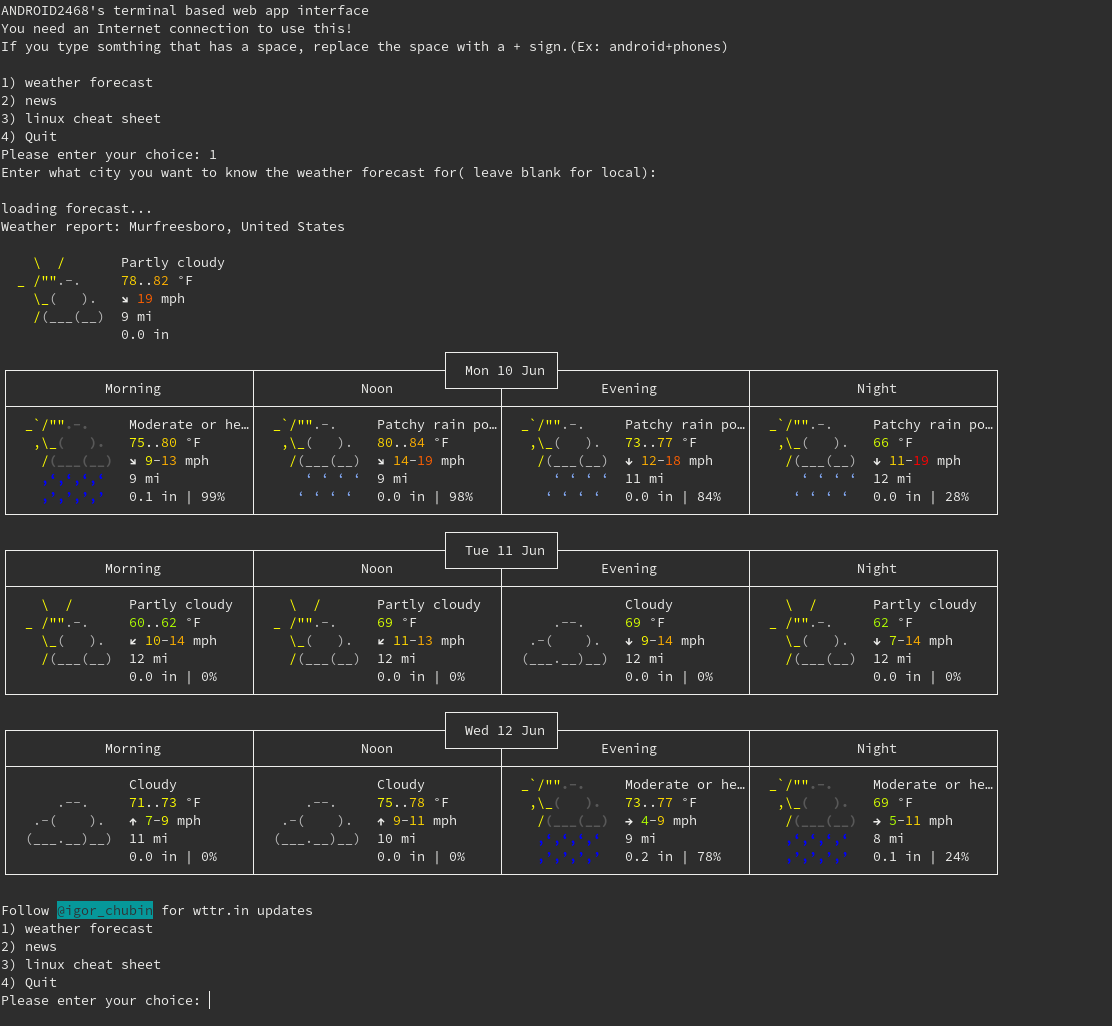 ANDROID2468's terminal based web app interface
You need an Internet connection to use this!
If you type somthing that has a space, replace the space with a + sign.(Ex: android+phones)
1) weather forecast
2) news
3) linux cheat sheet
4) Quit
Please enter your choice: 1
Enter what city you want to know the weather forecast for( leave blank for local):
loading forecast...
Weather report: Murfreesboro, United States
Partly cloudy
78..82 °F
↘ 19 mph
9 mi
0.0 in
Mon 10 Jun
Morning Noon Evening Night
Moderate or he… Patchy rain po… Patchy rain po… Patchy rain po…
75..80 °F 80..84 °F 73..77 °F 66 °F
↘ 9-13 mph ↘ 14-19 mph ↓ 12-18 mph ↓ 11-19 mph
9 mi 9 mi 11 mi 12 mi
0.1 in | 99% 0.0 in | 98% 0.0 in | 84% 0.0 in | 28%
Tue 11 Jun
Morning Noon Evening Night
Partly cloudy Partly cloudy Cloudy Partly cloudy
60..62 °F 69 °F 69 °F 62 °F
↙ 10-14 mph ↙ 11-13 mph ↓ 9-14 mph ↓ 7-14 mph
12 mi 12 mi 12 mi 12 mi
0.0 in | 0% 0.0 in | 0% 0.0 in | 0% 0.0 in | 0%
Wed 12 Jun
Morning Noon Evening Night
Cloudy Cloudy Moderate or he… Moderate or he…
71..73 °F 75..78 °F 73..77 °F 69 °F
↑ 7-9 mph ↑ 9-11 mph → 4-9 mph → 5-11 mph
11 mi 10 mi 9 mi 8 mi
0.0 in | 0% 0.0 in | 0% 0.2 in | 78% 0.1 in | 24%
Follow @igor_chubin for wttr.in updates
1) weather forecast
2) news
3) linux cheat sheet
4) Quit
Please enter your choice: